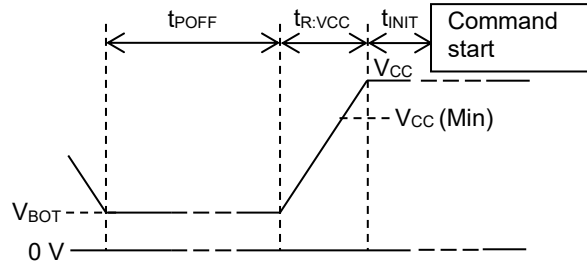 tPOFF
tR:VCC
tINIT
Command
start
VCC
VCC (Min)
VBOT
0 V